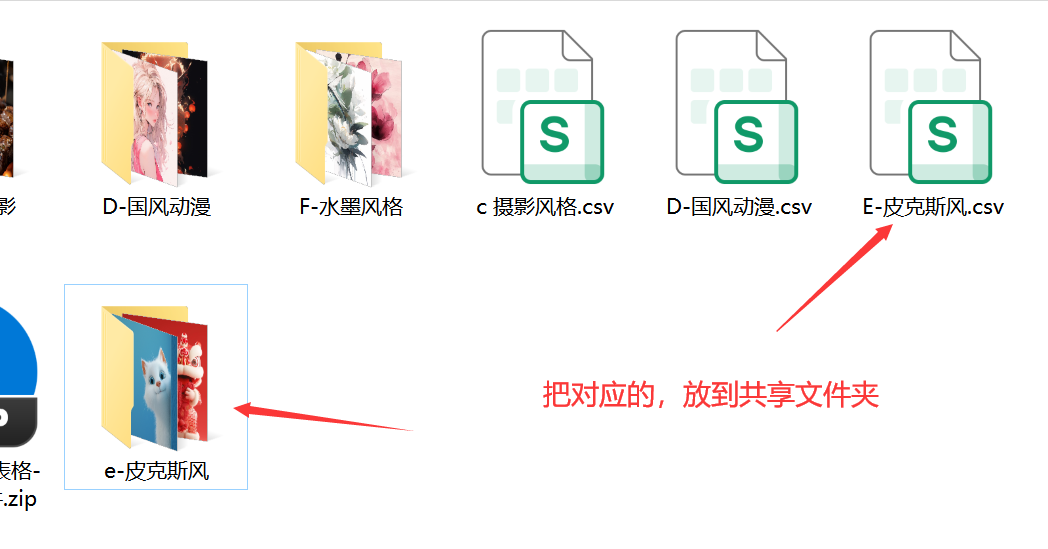 影
D-国风动漫
F-水墨风格
S
c 摄影风格.csv
S
D-国风动漫.csv
S
E-皮克斯风.csv
把对应的，放到共享文件夹
表格-
.zip
e-皮克斯风